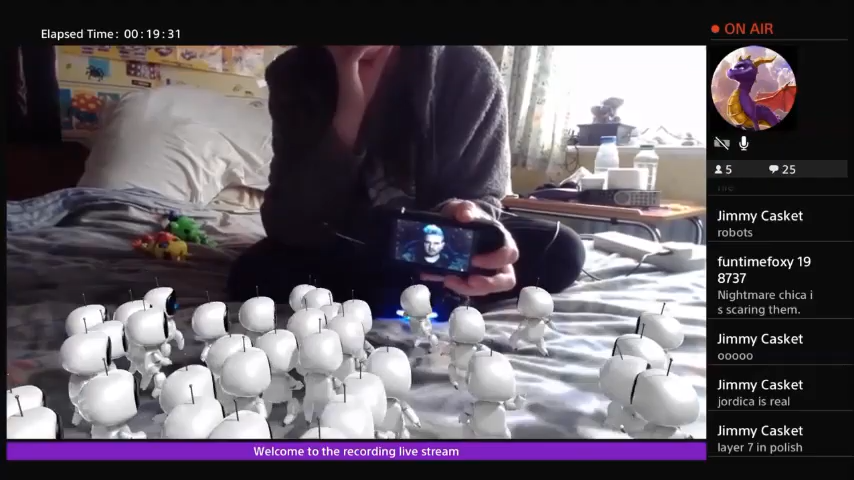 Elapsed Time: 00:19:31
ON AIR
5
25
Jimmy Casket
robots
funtimefoxy 19
8737
Nightmare chica i
s scaring them.
Jimmy Casket
ooooo
Jimmy Casket
jordica is real
Jimmy Casket
layer 7 in polish
Welcome to the recording live stream